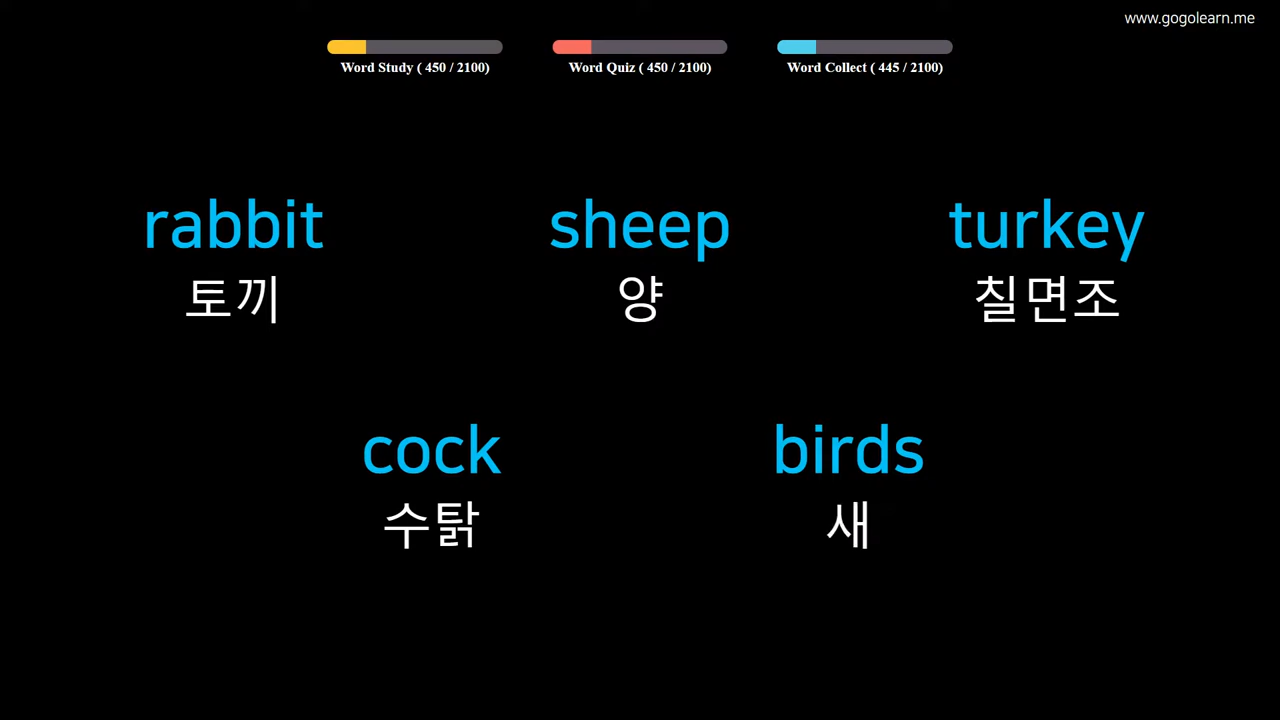 www.gogolearn.me
Word Study ( 450 / 2100) Word Quiz ( 450 / 2100) Word Collect ( 445 / 2100)
rabbit sheep turkey
토끼 양 칠면조
cock birds
수탉 새